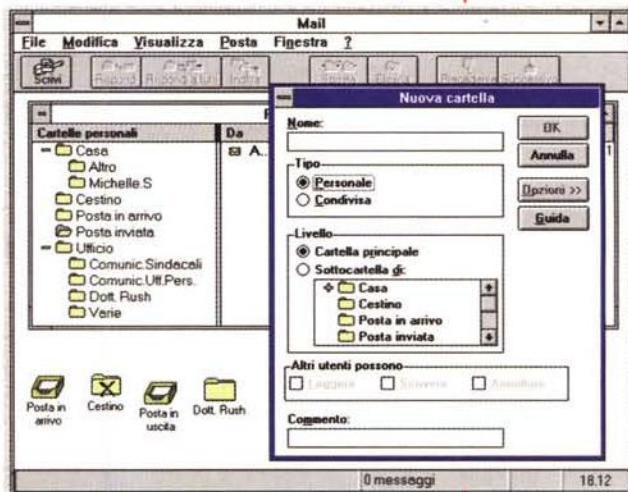 Mail
File Modifica Visualizza Posta Finestra ?
Scrivi
Nuova cartella
Cartelle personali
Da
Casa
A..
Altro
Michelle.S
Cestino
Posta in arrivo
Posta inviata
Ufficio
Comunic.Sindacali
Comunic.Uff.Pers.
Dott. Rush
Varie
Nome:
OK
Annulla
Opzioni >>
Guida
Tipo
Personale
Condivisa
Livello
Cartella principale
Sottocartella di:
Casa
Cestino
Posta in arrivo
Posta inviata
Altri utenti possono
Leggere Scrivere Annullare
Commento:
Posta in arrivo
Cestino
Posta in uscita
Dott. Rush
0 messaggi
18.12